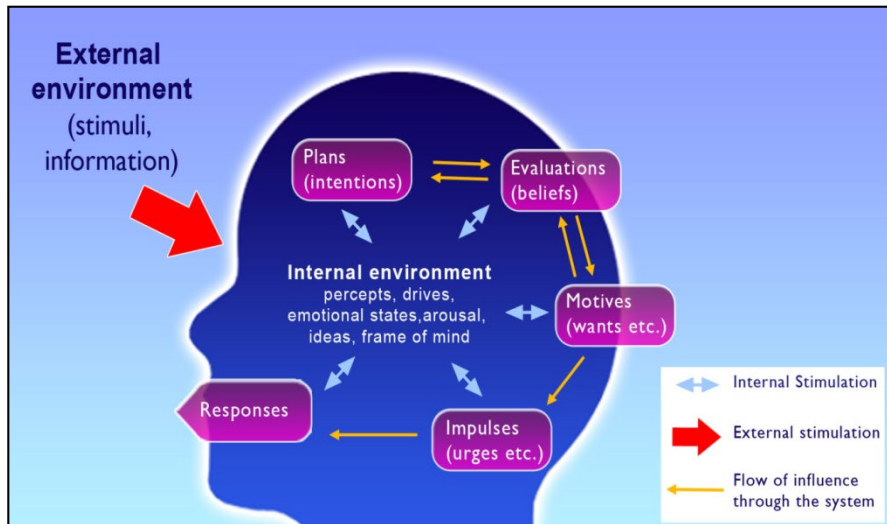 External
environment
(stimuli,
information)
Plans
(intentions)
Evaluations
(beliefs)
Internal environment
percepts, drives,
emotional states,arousal,
ideas, frame of mind
Motives
(wants etc.)
Responses
Impulses
(urges etc.)
Internal Stimulation
External stimulation
Flow of influence
through the system